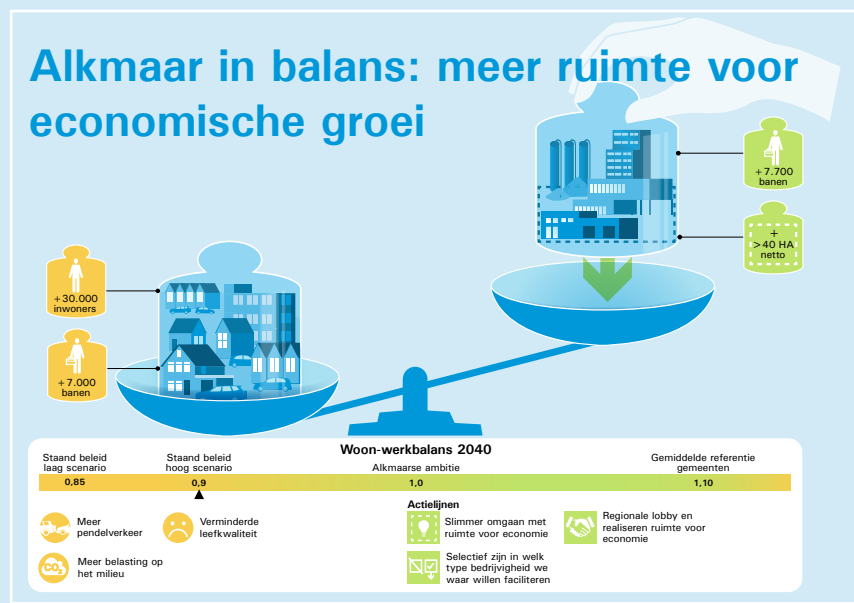 Alkmaar in balans: meer ruimte voor
economische groei
+7.700
banen
+
>40 HA
netto
+30.000
inwoners
+7.000
banen
Woon-werkbalans 2040
Staand beleid
laag scenario
Staand beleid
hoog scenario
Alkmaarse ambitie
Gemiddelde referentie
gemeenten
0,85
0,9
1,0
1,10
Meer
pendelverkeer
Verminderde
leefkwaliteit
CO2
Meer belasting op
het milieu
Actielijnen
Slimmer omgaan met
ruimte voor economie
Regionale lobby en
realiseren ruimte voor
economie
Selectief zijn in welk
type bedrijvigheid we
waar willen faciliteren